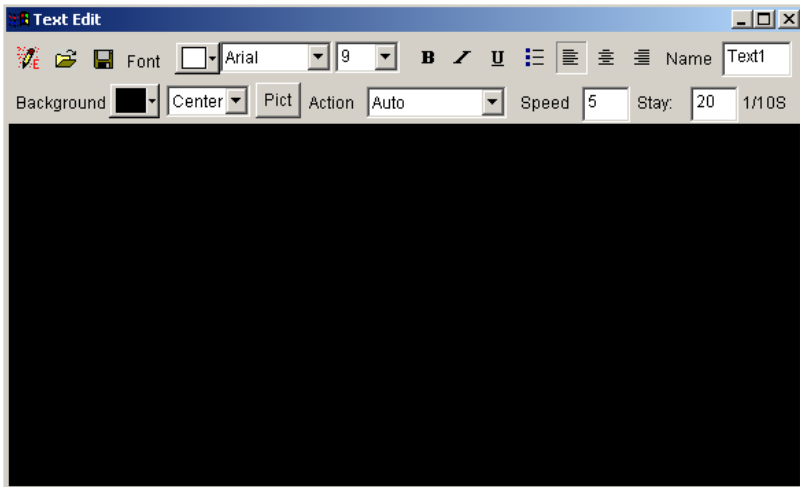 Text Edit
E Font Arial 9 B I U Name Text1
Background Center Pict Action Auto Speed 5 Stay: 20 1/10S